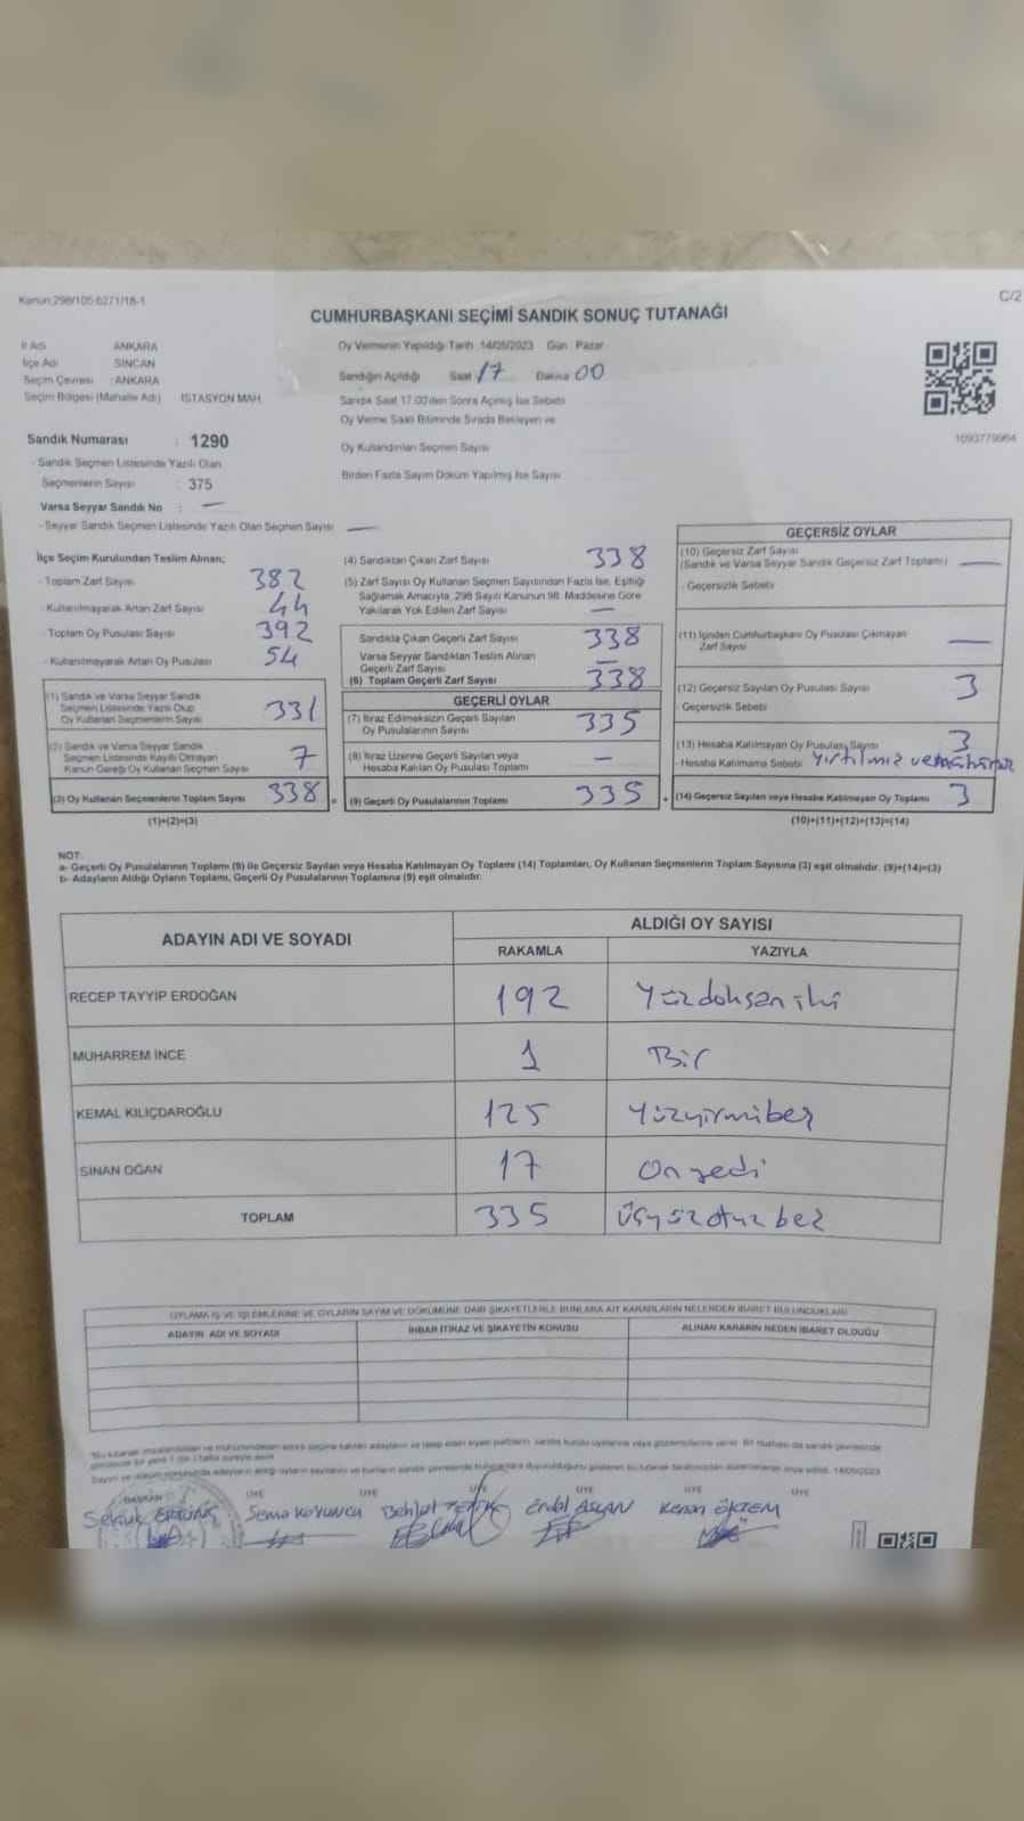 Kanun:298/105-6271/18-1
C/2
CUMHURBAŞKANI SEÇİMİ SANDIK SONUÇ TUTANAĞI
İl Adı ANKARA
İlçe Adı SİNCAN
Seçim Çevresi : ANKARA
Seçim Bölgesi (Mahalle Adı) İSTASYON MAH.
Oy Vermenin Yapıldığı Tarih 14/05/2023 Gün : Pazar
Sandığın Açıldığı Saat 17 Dakika 00
Sandık Saat 17:00'den Sonra Açılmış İse Sebebi
Oy Verme Saati Bitiminde Sırada Bekleyen ve
Oy Kullandırılan Seçmen Sayısı
Birden Fazla Sayım Döküm Yapılmış İse Sayısı
1093779964
Sandık Numarası : 1290
- Sandık Seçmen Listesinde Yazılı Olan
Seçmenlerin Sayısı : 375
Varsa Seyyar Sandık No : —
- Seyyar Sandık Seçmen Listesinde Yazılı Olan Seçmen Sayısı —
İlçe Seçim Kurulundan Teslim Alınan;
- Toplam Zarf Sayısı 382
- Kullanılmayarak Artan Zarf Sayısı 44
- Toplam Oy Pusulası Sayısı 392
- Kullanılmayarak Artan Oy Pusulası 54
(1) Sandık ve Varsa Seyyar Sandık
Seçmen Listesinde Yazılı Olup
Oy Kullanan Seçmenlerin Sayısı 331
(2) Sandık ve Varsa Seyyar Sandık
Seçmen Listesinde Kayıtlı Olmayan
Kanun Gereği Oy Kullanan Seçmen Sayısı 7
(3) Oy Kullanan Seçmenlerin Toplam Sayısı 338
(1)+(2)=(3)
(4) Sandıktan Çıkan Zarf Sayısı 338
(5) Zarf Sayısı Oy Kullanan Seçmen Sayısından Fazla İse, Eşitliği
Sağlamak Amacıyla, 298 Sayılı Kanunun 98. Maddesine Göre
Yakılarak Yok Edilen Zarf Sayısı —
Sandıkta Çıkan Geçerli Zarf Sayısı 338
Varsa Seyyar Sandıktan Teslim Alınan
Geçerli Zarf Sayısı —
(6) Toplam Geçerli Zarf Sayısı 338
GEÇERLİ OYLAR
(7) İtiraz Edilmeksizin Geçerli Sayılan
Oy Pusulalarının Sayısı 335
(8) İtiraz Üzerine Geçerli Sayılan veya
Hesaba Katılan Oy Pusulası Toplamı —
(9) Geçerli Oy Pusulalarının Toplamı 335
GEÇERSİZ OYLAR
(10) Geçersiz Zarf Sayısı
(Sandık ve Varsa Seyyar Sandık Geçersiz Zarf Toplamı) —
- Geçersizlik Sebebi
(11) İçinden Cumhurbaşkanı Oy Pusulası Çıkmayan
Zarf Sayısı —
(12) Geçersiz Sayılan Oy Pusulası Sayısı 3
- Geçersizlik Sebebi
(13) Hesaba Katılmayan Oy Pusulası Sayısı 3
- Hesaba Katılmama Sebebi Yırtılmış
(14) Geçersiz Sayılan veya Hesaba Katılmayan Oy Toplamı 3
(10)+(11)+(12)+(13)=(14)
NOT:
a- Geçerli Oy Pusulalarının Toplamı (9) ile Geçersiz Sayılan veya Hesaba Katılmayan Oy Toplamı (14) Toplamları, Oy Kullanan Seçmenlerin Toplam Sayısına (3) eşit olmalıdır. (9)+(14)=(3)
b- Adayların Aldığı Oyların Toplamı, Geçerli Oy Pusulalarının Toplamına (9) eşit olmalıdır.
ADAYIN ADI VE SOYADI ALDIĞI OY SAYISI
RAKAMLA YAZIYLA
RECEP TAYYİP ERDOĞAN 192 Yüzdoksaniki
MUHARREM İNCE 1 Bir
KEMAL KILIÇDAROĞLU 125 Yüzyirmibeş
SİNAN OĞAN 17 Onyedi
TOPLAM 335 Üçyüzotuzbeş
OYLAMA İŞ VE İŞLEMLERİNE VE OYLARIN SAYIM VE DÖKÜMÜNE DAİR ŞİKAYETLERLE BUNLARA AİT KARARLARIN NELERDEN İBARET BULUNDUKLARI
ADAYIN ADI VE SOYADI İHBAR İTİRAZ VE ŞİKAYETİN KONUSU ALINAN KARARIN NEDEN İBARET OLDUĞU
BAŞKAN ÜYE ÜYE ÜYE ÜYE ÜYE
Selçuk Sema Koyuncu Behlül Erdal Aslan Kenan ÖKTEM